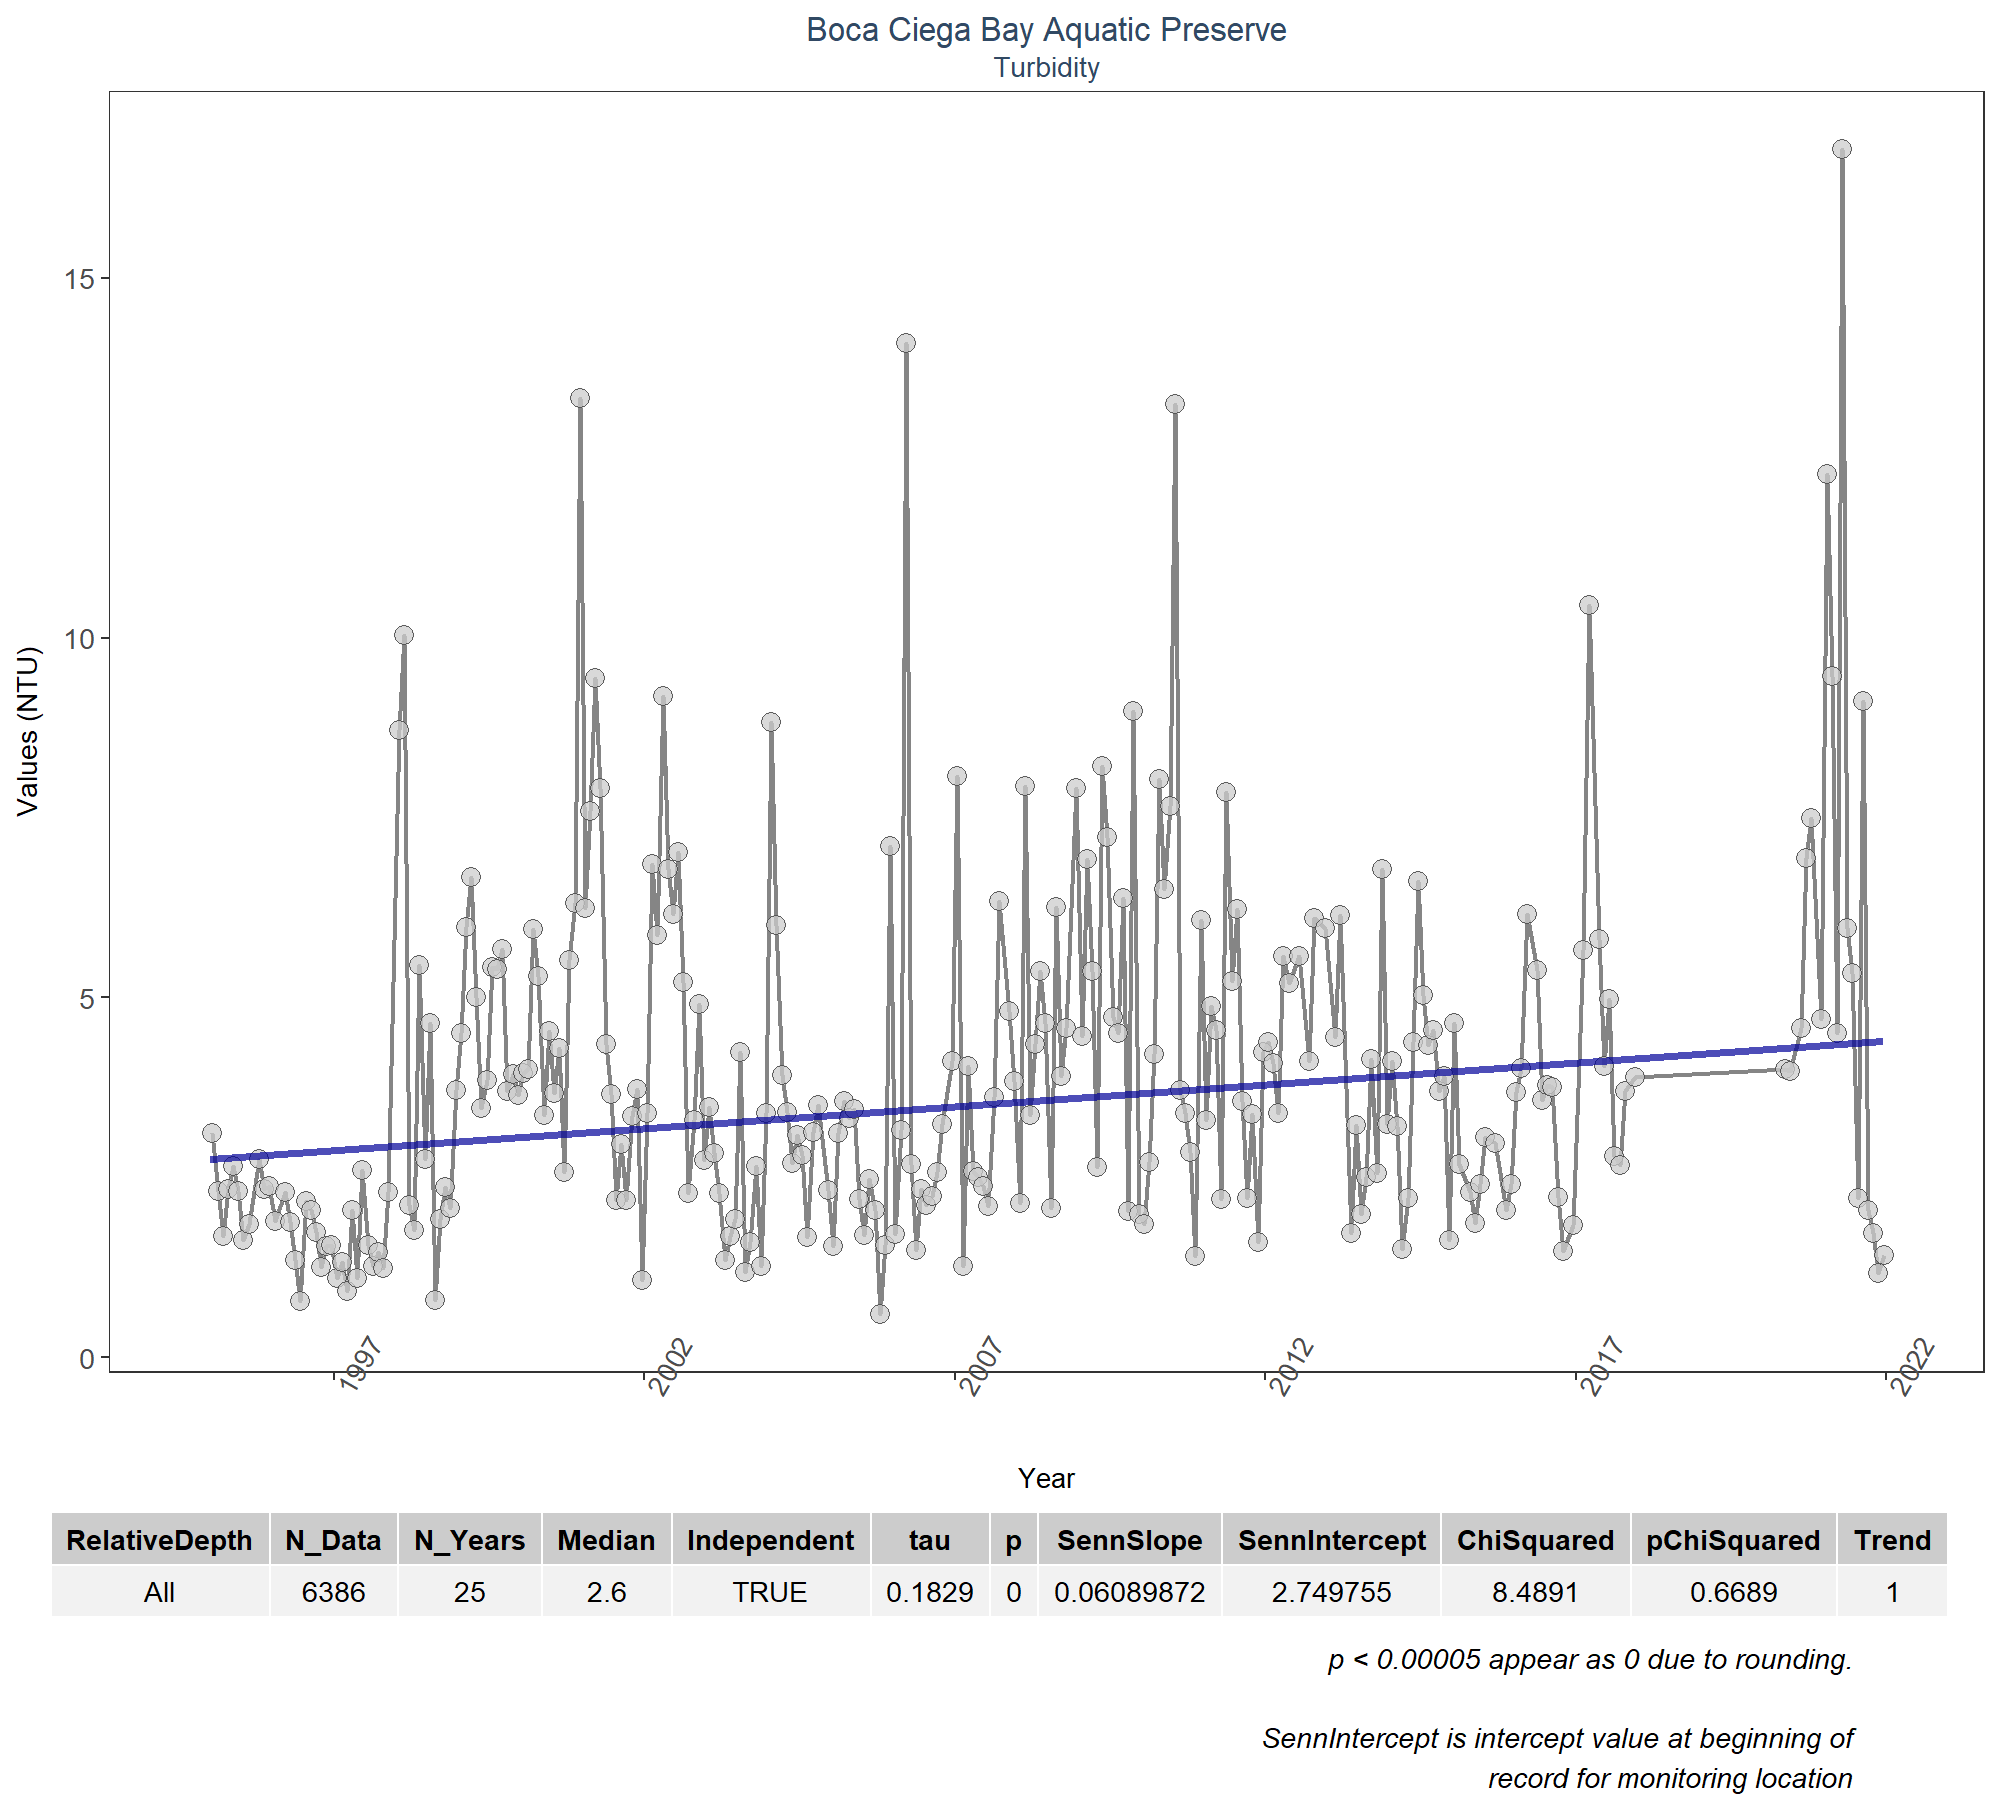 Boca Ciega Bay Aquatic Preserve
Turbidity
Values (NTU)
15
10
5
0
1997
2002
2007
2012
2017
2022
Year
RelativeDepth N_Data N_Years Median Independent tau p SennSlope SennIntercept ChiSquared pChiSquared Trend
All 6386 25 2.6 TRUE 0.1829 0 0.06089872 2.749755 8.4891 0.6689 1
p < 0.00005 appear as 0 due to rounding.
SennIntercept is intercept value at beginning of
record for monitoring location